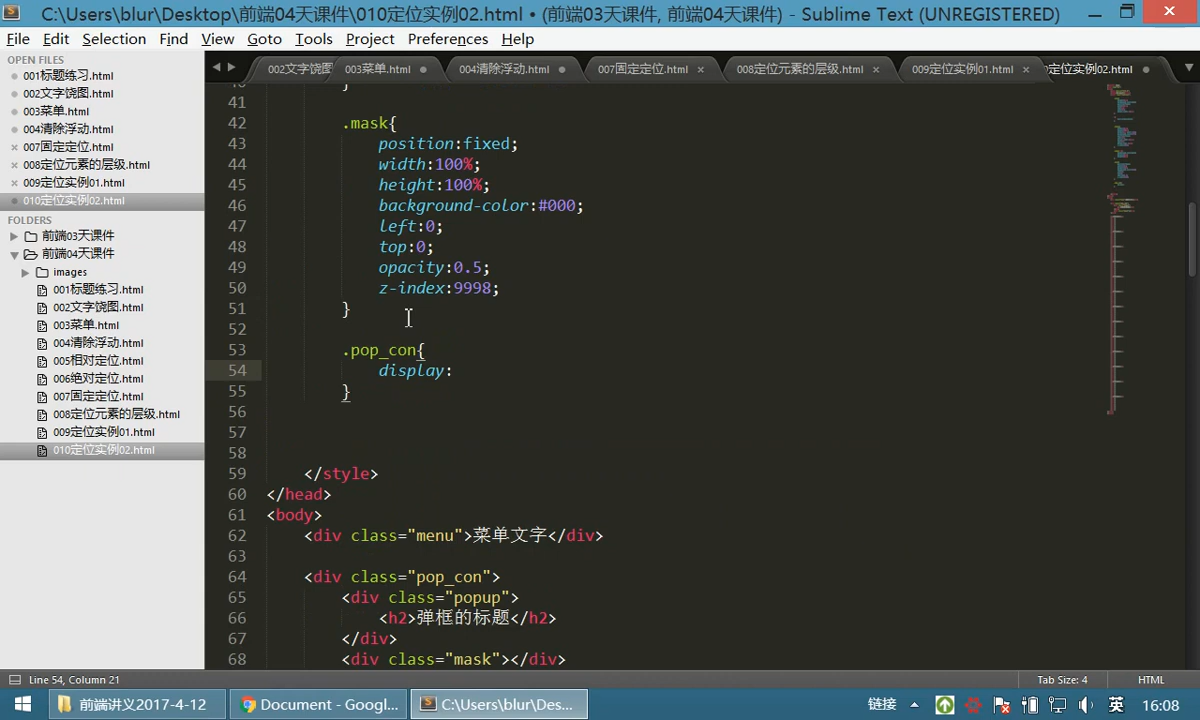 C:\Users\blur\Desktop\前端04天课件\010定位实例02.html • (前端03天课件, 前端04天课件) - Sublime Text (UNREGISTERED)
File Edit Selection Find View Goto Tools Project Preferences Help
OPEN FILES
001标题练习.html
002文字饶图.html
003菜单.html
004清除浮动.html
007固定定位.html
008定位元素的层级.html
009定位实例01.html
010定位实例02.html
FOLDERS
前端03天课件
前端04天课件
images
001标题练习.html
002文字饶图.html
003菜单.html
004清除浮动.html
005相对定位.html
006绝对定位.html
007固定定位.html
008定位元素的层级.html
009定位实例01.html
010定位实例02.html
002文字饶图 003菜单.html 004清除浮动.html 007固定定位.html 008定位元素的层级.html 009定位实例01.html 定位实例02.html
40 }
41
42 .mask{
43 position:fixed;
44 width:100%;
45 height:100%;
46 background-color:#000;
47 left:0;
48 top:0;
49 opacity:0.5;
50 z-index:9998;
51 }
52
53 .pop_con{
54 display:
55 }
56
57
58
59 </style>
60 </head>
61 <body>
62 <div class="menu">菜单文字</div>
63
64 <div class="pop_con">
65 <div class="popup">
66 <h2>弹框的标题</h2>
67 </div>
68 <div class="mask"></div>
Line 54, Column 21 Tab Size: 4 HTML
前端讲义2017-4-12 Document - Googl... C:\Users\blur\Des... 链接 英 16:08